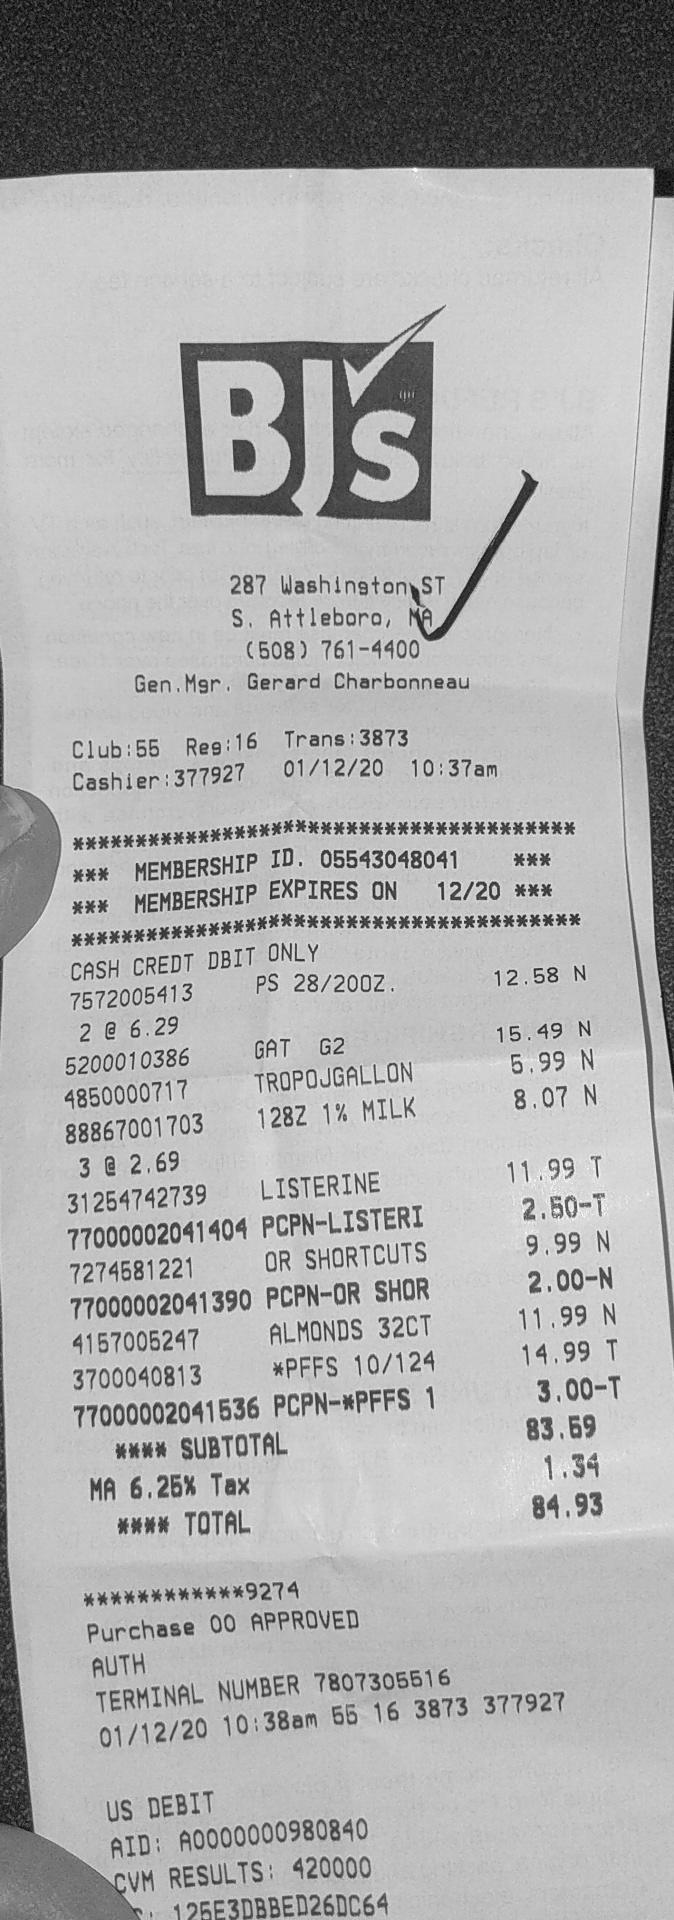 BJ's
287 Washington ST
S. Attleboro, MA
(508) 761-4400
Gen.Mgr. Gerard Charbonneau
Club:55 Reg:16 Trans:3873
Cashier:377927 01/12/20 10:37am
****************************************
*** MEMBERSHIP ID. 05543048041 ***
*** MEMBERSHIP EXPIRES ON 12/20 ***
****************************************
CASH CREDT DBIT ONLY
7572005413 PS 28/20OZ. 12.58 N
2 @ 6.29
5200010386 GAT G2 15.49 N
4850000717 TROPOJGALLON 5.99 N
88867001703 128Z 1% MILK 8.07 N
3 @ 2.69
31254742739 LISTERINE 11.99 T
77000002041404 PCPN-LISTERI 2.50-T
7274581221 OR SHORTCUTS 9.99 N
77000002041390 PCPN-OR SHOR 2.00-N
4157005247 ALMONDS 32CT 11.99 N
3700040813 *PFFS 10/124 14.99 T
77000002041536 PCPN-*PFFS 1 3.00-T
**** SUBTOTAL 83.59
MA 6.25% Tax 1.34
**** TOTAL 84.93
************9274
Purchase 00 APPROVED
AUTH
TERMINAL NUMBER 7807305516
01/12/20 10:38am 55 16 3873 377927
US DEBIT
AID: A0000000980840
CVM RESULTS: 420000
: 125E3DBBED26DC64